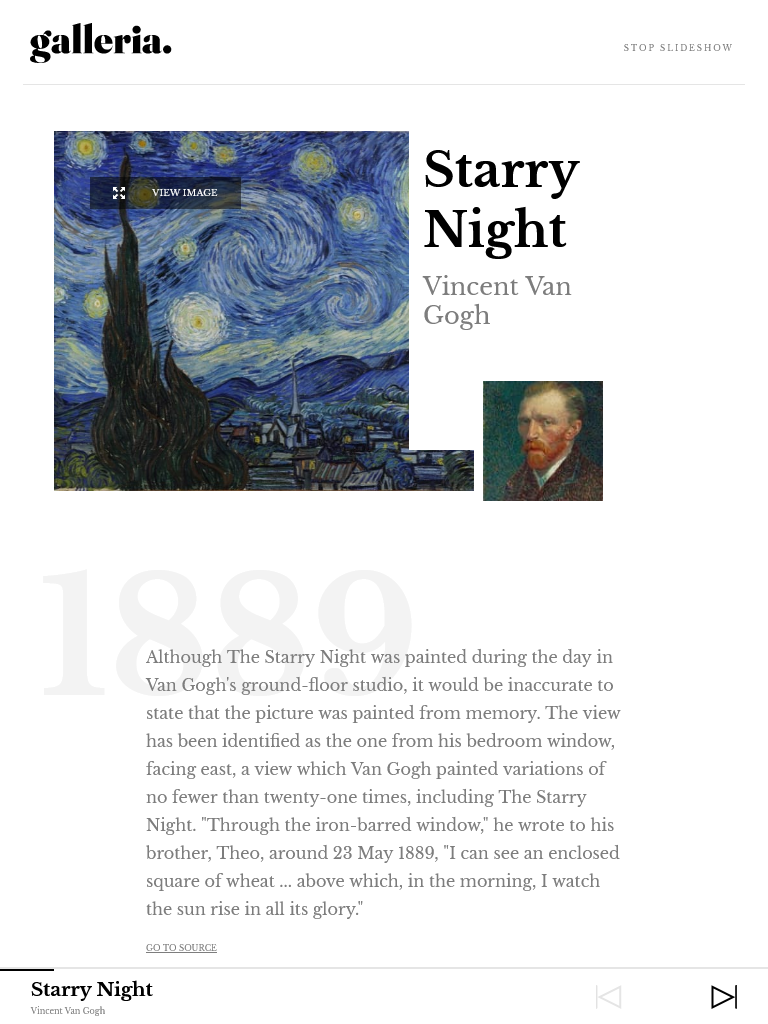 galleria.
STOP SLIDESHOW
VIEW IMAGE
Starry
Night
Vincent Van
Gogh
1889
Although The Starry Night was painted during the day in
Van Gogh's ground-floor studio, it would be inaccurate to
state that the picture was painted from memory. The view
has been identified as the one from his bedroom window,
facing east, a view which Van Gogh painted variations of
no fewer than twenty-one times, including The Starry
Night. "Through the iron-barred window," he wrote to his
brother, Theo, around 23 May 1889, "I can see an enclosed
square of wheat ... above which, in the morning, I watch
the sun rise in all its glory."
GO TO SOURCE
Starry Night
Vincent Van Gogh